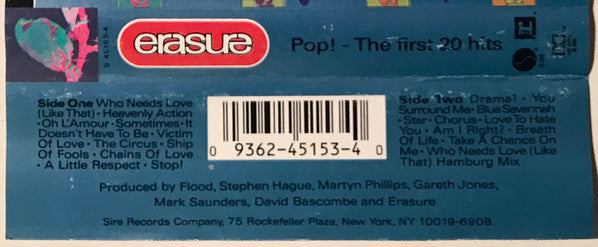 9 45153-4
erasure
Pop! - The first 20 hits
Side One Who Needs Love
(Like That) · Heavenly Action
· Oh L'Amour · Sometimes · It
Doesn't Have To Be · Victim
Of Love · The Circus · Ship
Of Fools · Chains Of Love
· A Little Respect · Stop!
0 9362-45153-4 0
Side Two Drama! · You
Surround Me · Blue Savannah
· Star · Chorus · Love To Hate
You · Am I Right? · Breath
Of Life · Take A Chance On
Me · Who Needs Love (Like
That) Hamburg Mix
Produced by Flood, Stephen Hague, Martyn Phillips, Gareth Jones,
Mark Saunders, David Bascombe and Erasure
Sire Records Company, 75 Rockefeller Plaza, New York, NY 10019-6908